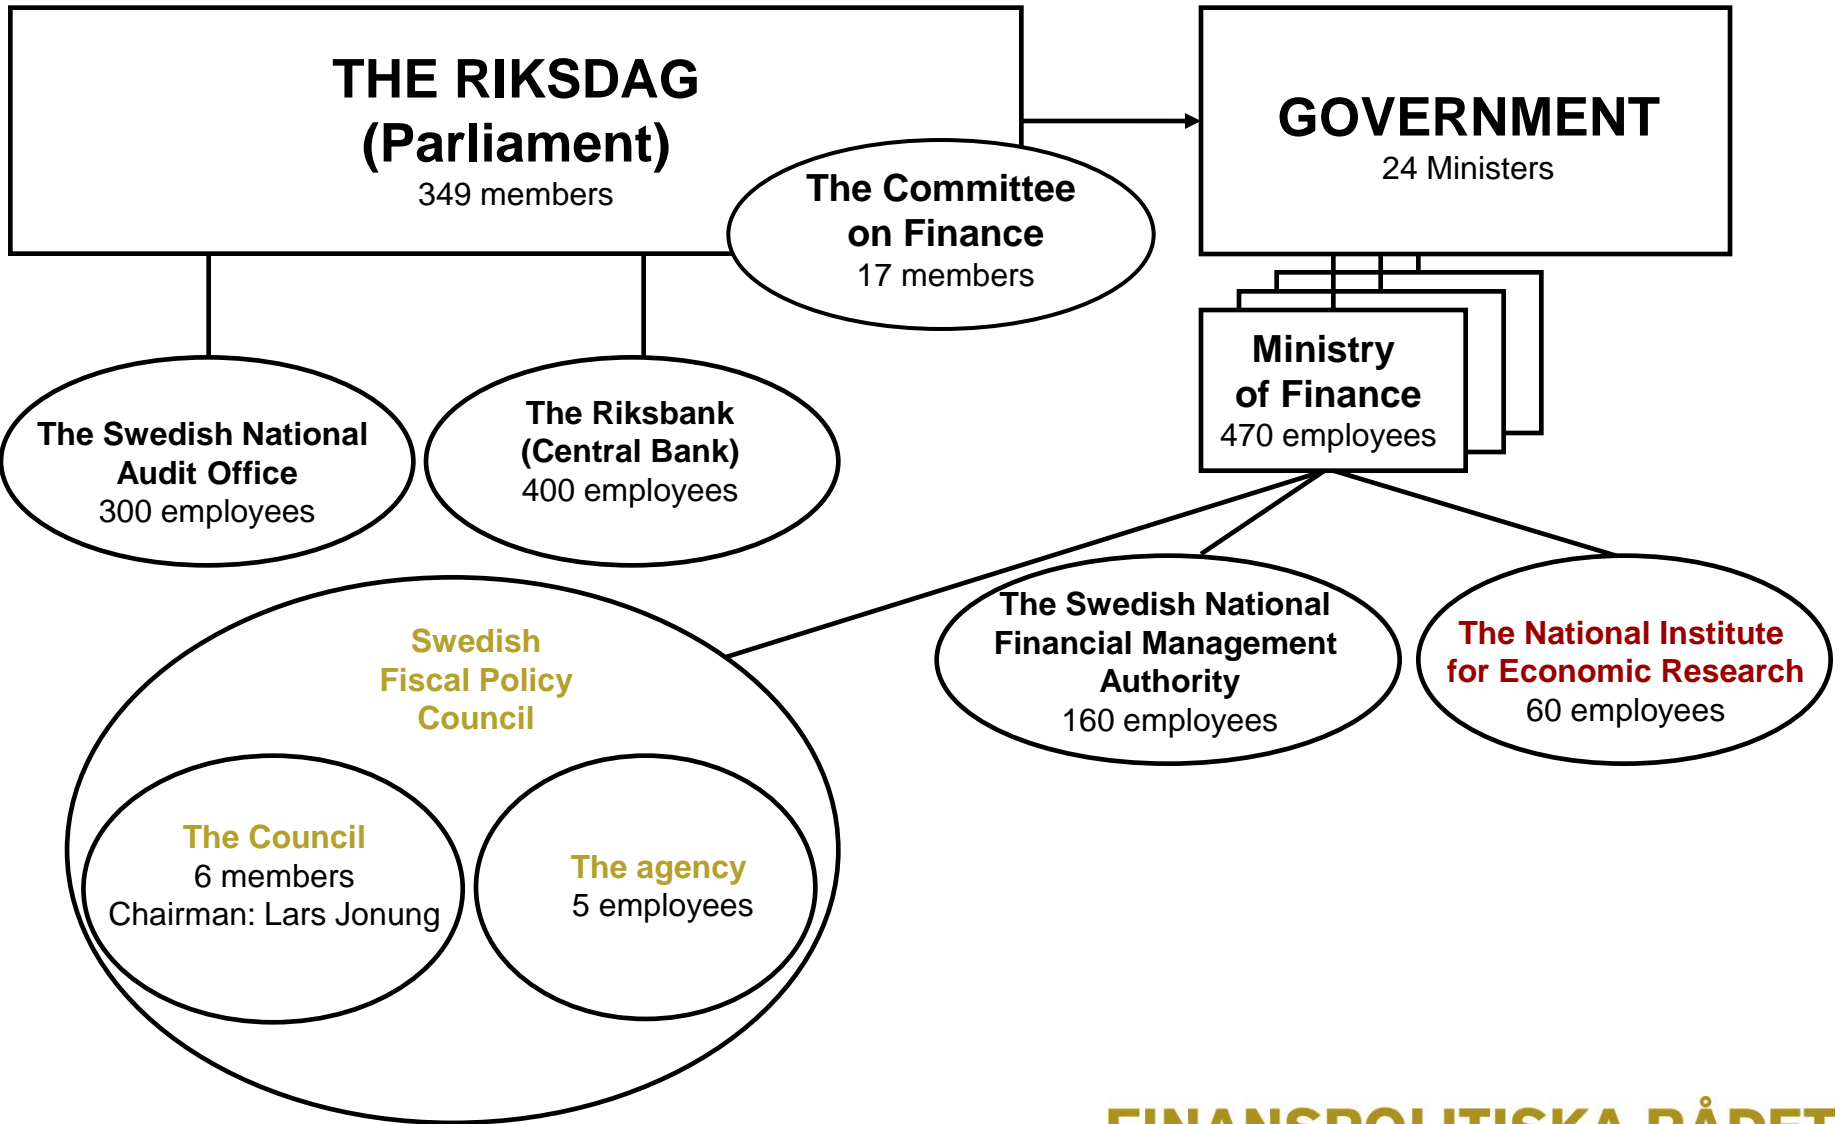 THE RIKSDAG
(Parliament)
349 members
GOVERNMENT
24 Ministers
The Committee
on Finance
17 members
Ministry
of Finance
470 employees
The Swedish National
Audit Office
300 employees
The Riksbank
(Central Bank)
400 employees
Swedish
Fiscal Policy
Council
The Swedish National
Financial Management
Authority
160 employees
The National Institute
for Economic Research
60 employees
The Council
6 members
Chairman: Lars Jonung
The agency
5 employees
FINANSPOLITISKA RÅDET